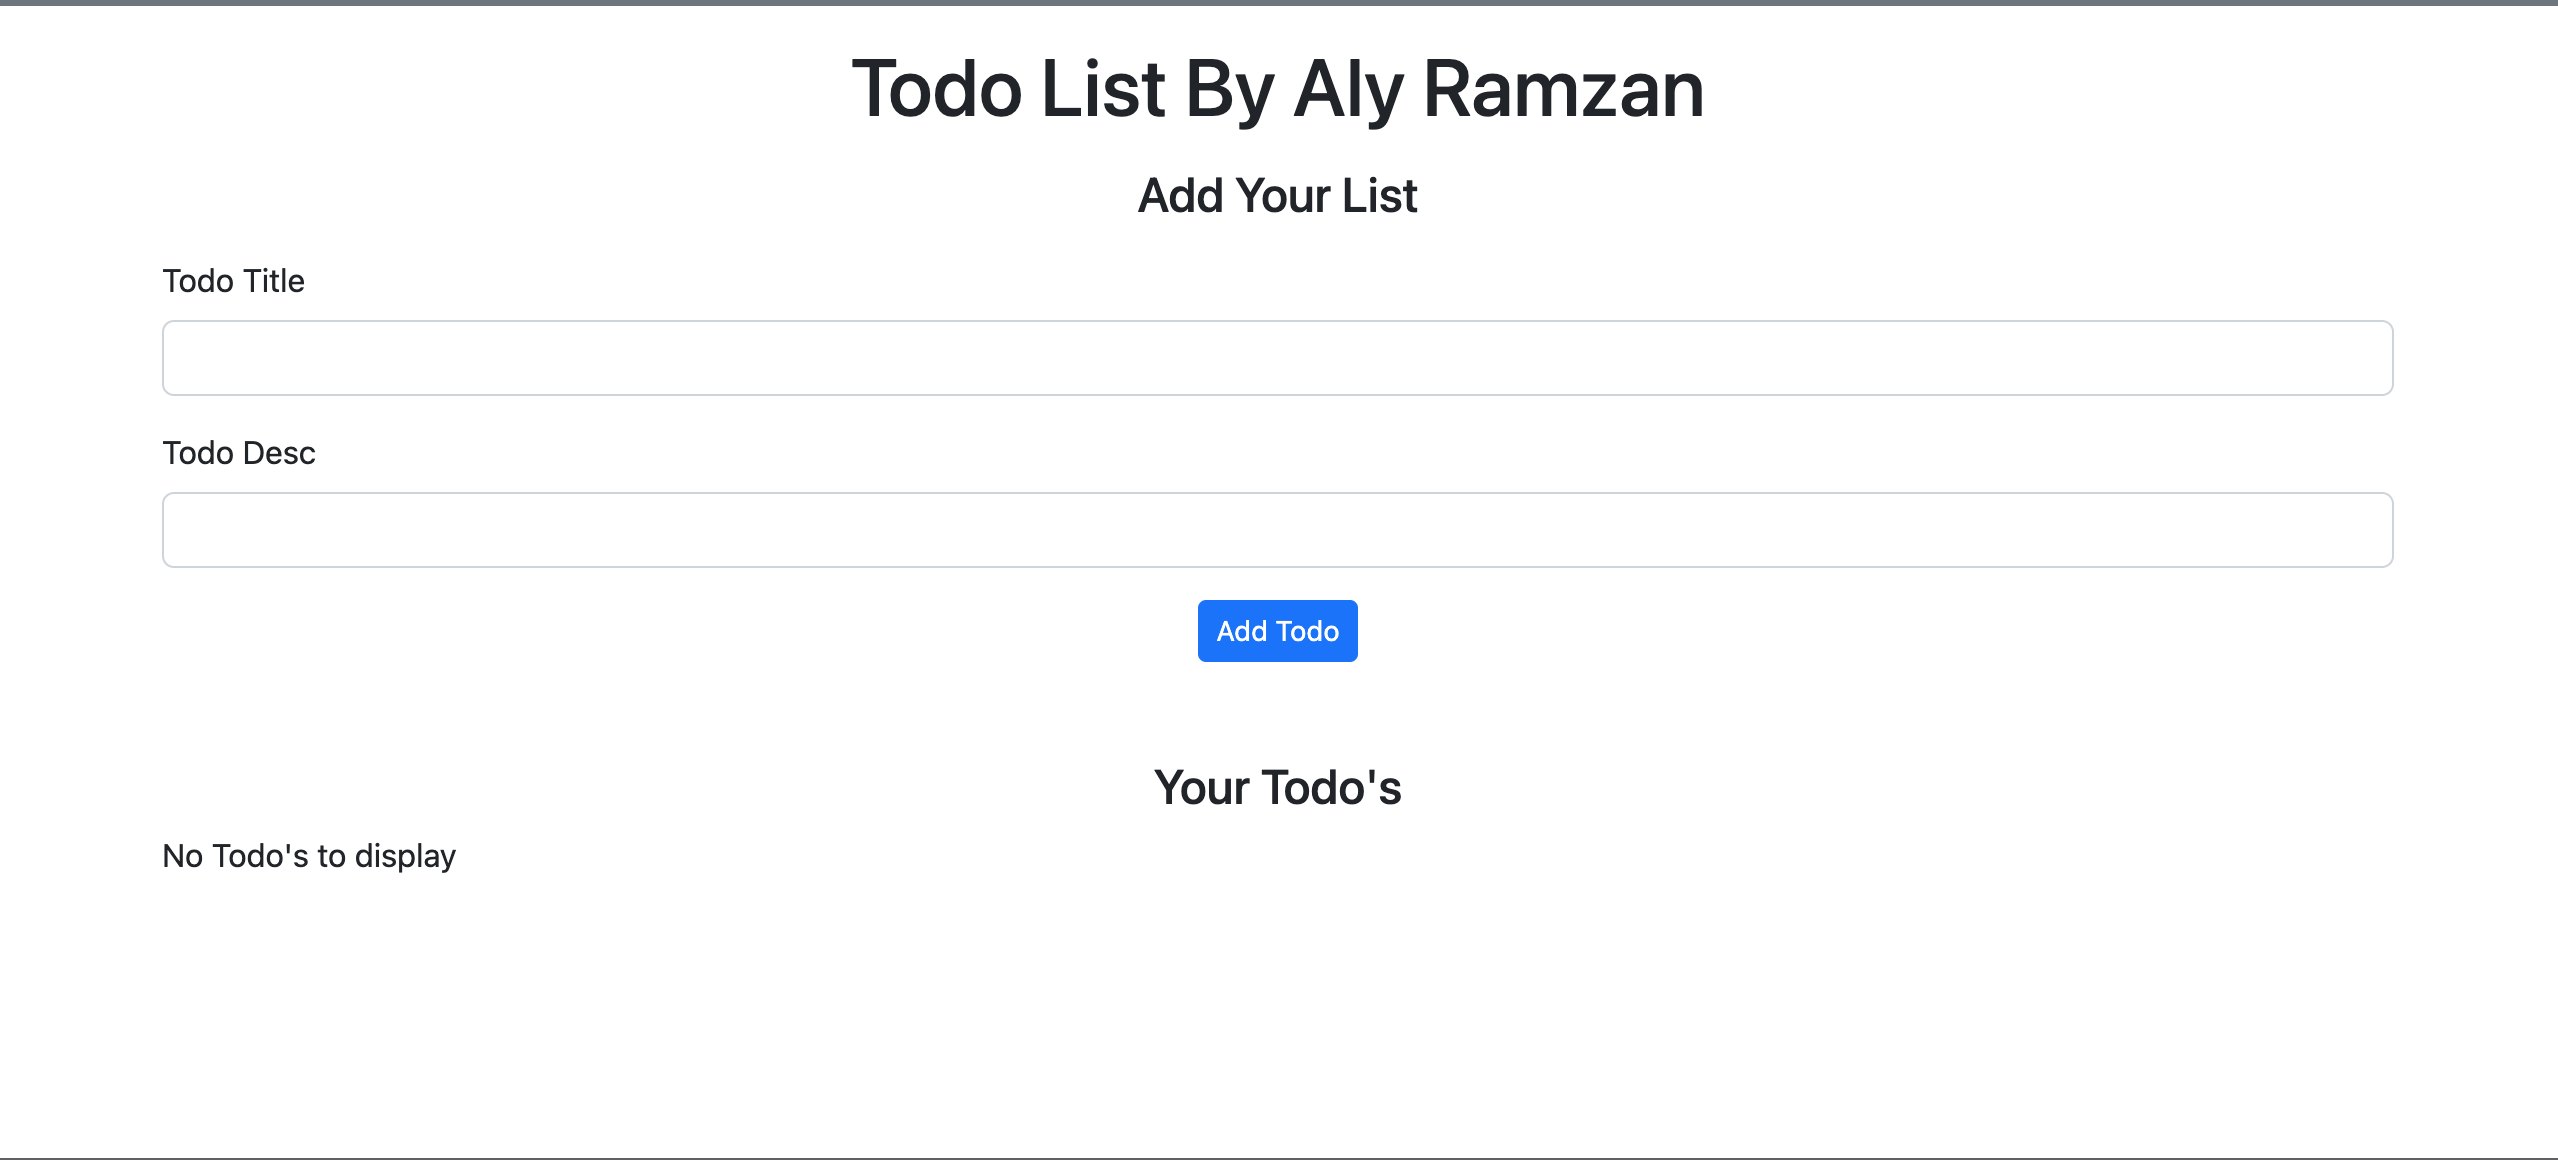 Todo List By Aly Ramzan
Add Your List
Todo Title
Todo Desc
Add Todo
Your Todo's
No Todo's to display